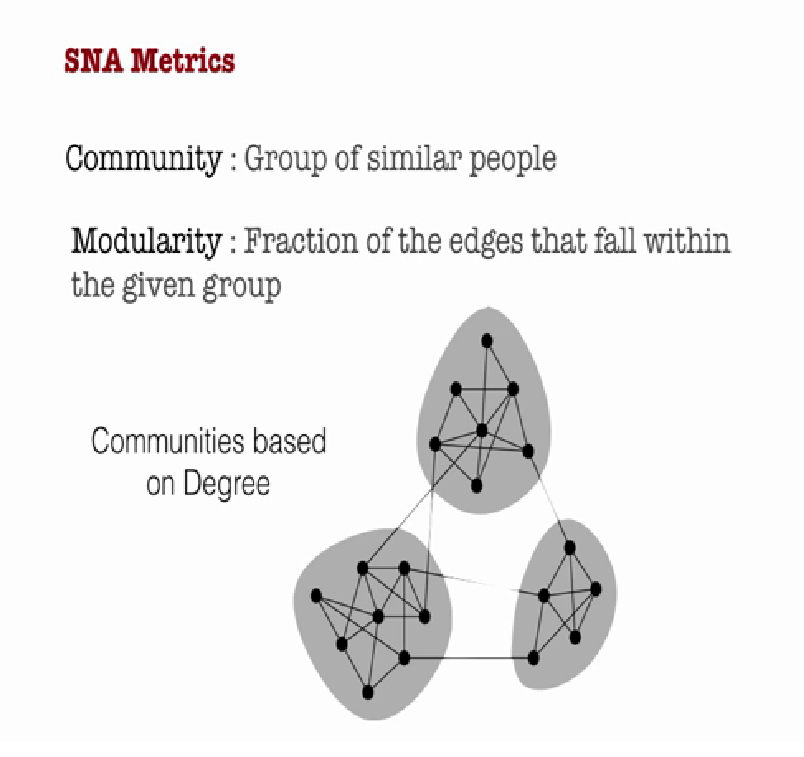 SNA Metrics
Community : Group of similar people
Modularity : Fraction of the edges that fall within
the given group
Communities based
on Degree